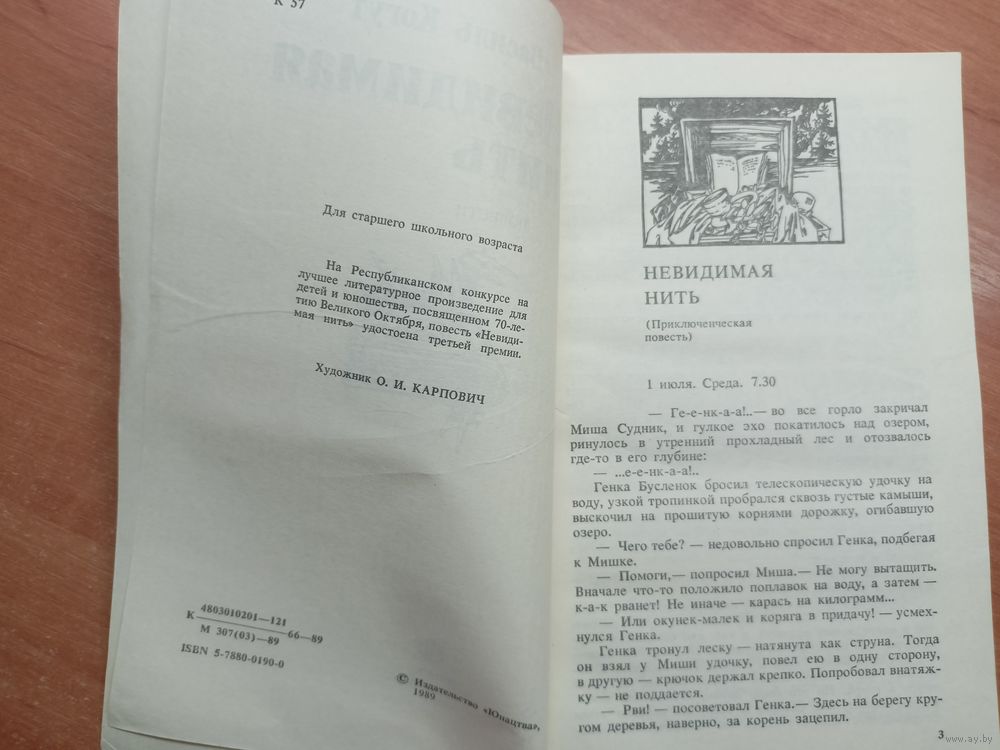 К 57
Для старшего школьного возраста
На Республиканском конкурсе на
лучшее литературное произведение для
детей и юношества, посвященном 70-ле-
тию Великого Октября, повесть «Невиди-
мая нить» удостоена третьей премии.
Художник О. И. КАРПОВИЧ
К 4803010201—121
М 307(03)—89 66—89
ISBN 5-7880-0190-0
© Издательство «Юнацтва»,
1989
НЕВИДИМАЯ
НИТЬ
(Приключенческая
повесть)
1 июля. Среда. 7.30
— Ге-е-нк-а-а!..— во все горло закричал
Миша Судник, и гулкое эхо покатилось над озером,
ринулось в утренний прохладный лес и отозвалось
где-то в его глубине:
— ...е-е-нк-а-а!..
Генка Бусленок бросил телескопическую удочку на
воду, узкой тропинкой пробрался сквозь густые камыши,
выскочил на прошитую корнями дорожку, огибавшую
озеро.
— Чего тебе? — недовольно спросил Генка, подбегая
к Мишке.
— Помоги,— попросил Миша.— Не могу вытащить.
Вначале что-то положило поплавок на воду, а затем —
к-а-к рванет! Не иначе — карась на килограмм...
— Или окунек-малек и коряга в придачу! — усмех-
нулся Генка.
Генка тронул леску — натянута как струна. Тогда
он взял у Миши удочку, повел ею в одну сторону,
в другую — крючок держал крепко. Попробовал внатяж-
ку — не поддается.
— Рви! — посоветовал Генка.— Здесь на берегу кру-
гом деревья, наверно, за корень зацепил.
3
www.ay.by